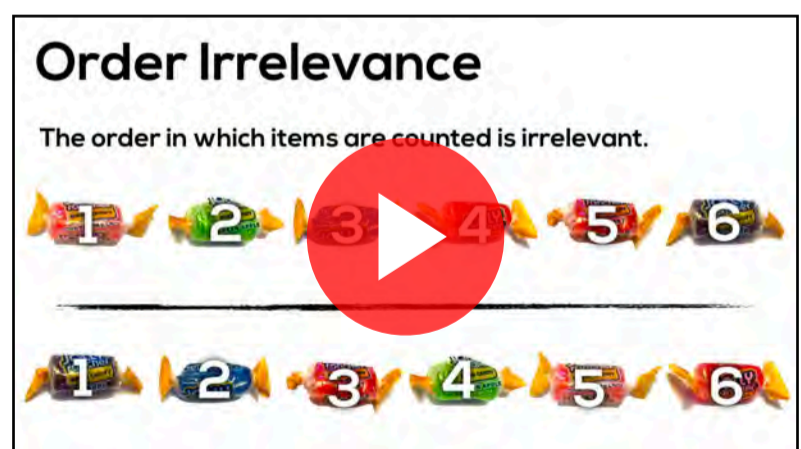 Order Irrelevance
The order in which items are counted is irrelevant.
1 2 3 4 5 6
1 2 3 4 5 6